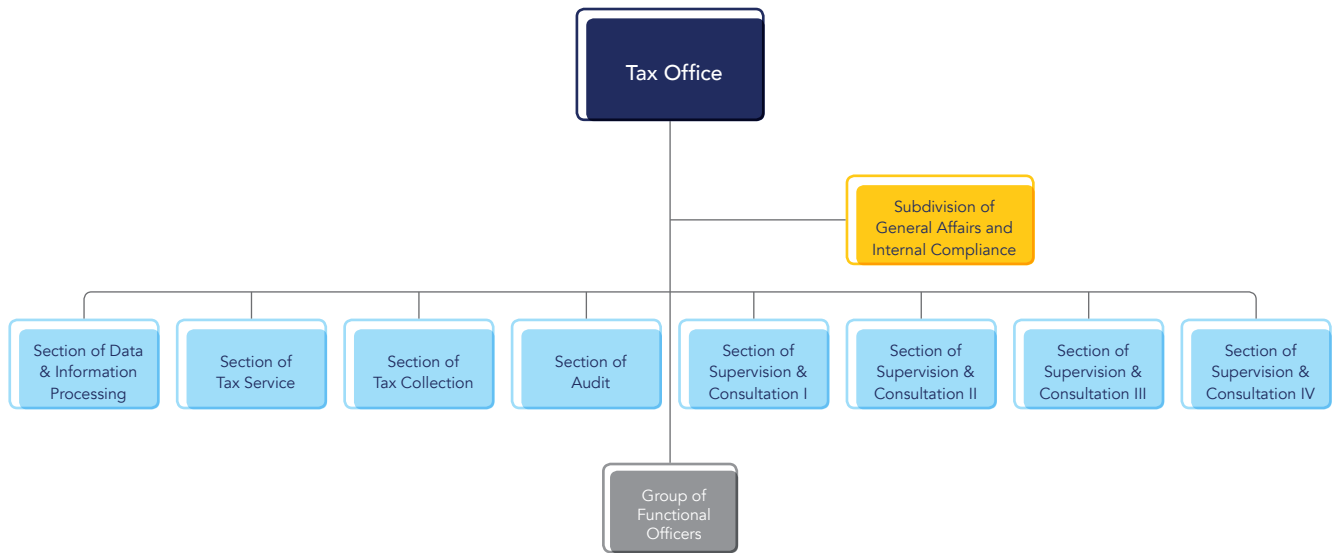 Tax Office
Subdivision of
General Affairs and
Internal Compliance
Section of Data
& Information
Processing
Section of
Tax Service
Section of
Tax Collection
Section of
Audit
Section of
Supervision &
Consultation I
Section of
Supervision &
Consultation II
Section of
Supervision &
Consultation III
Section of
Supervision &
Consultation IV
Group of
Functional
Officers